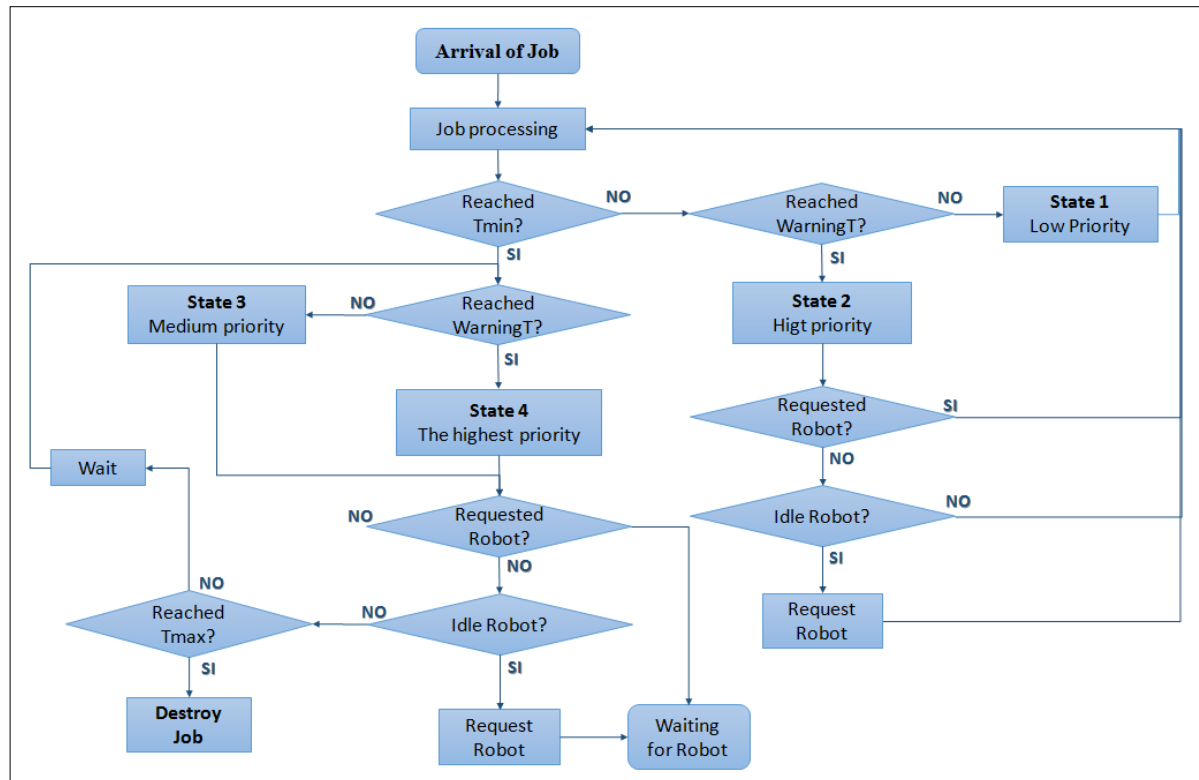 Arrival of Job
Job processing
Reached
Tmin?
NO
Reached
WarningT?
NO
State 1
Low Priority
SI
SI
State 3
Medium priority
NO
Reached
WarningT?
State 2
Higt priority
SI
State 4
The highest priority
Requested
Robot?
SI
Wait
NO
NO
Requested
Robot?
Idle Robot?
NO
NO
SI
NO
Reached
Tmax?
NO
Idle Robot?
Request
Robot
SI
SI
Destroy
Job
Request
Robot
Waiting
for Robot